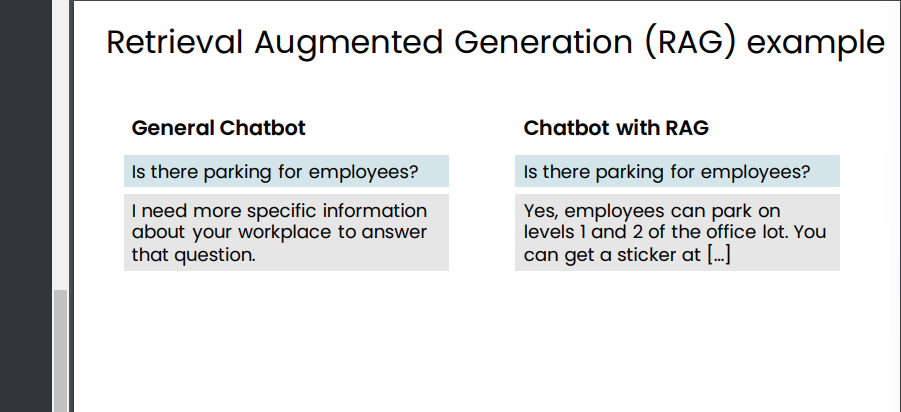 Retrieval Augmented Generation (RAG) example
General Chatbot
Is there parking for employees?
I need more specific information
about your workplace to answer
that question.
Chatbot with RAG
Is there parking for employees?
Yes, employees can park on
levels 1 and 2 of the office lot. You
can get a sticker at [...]